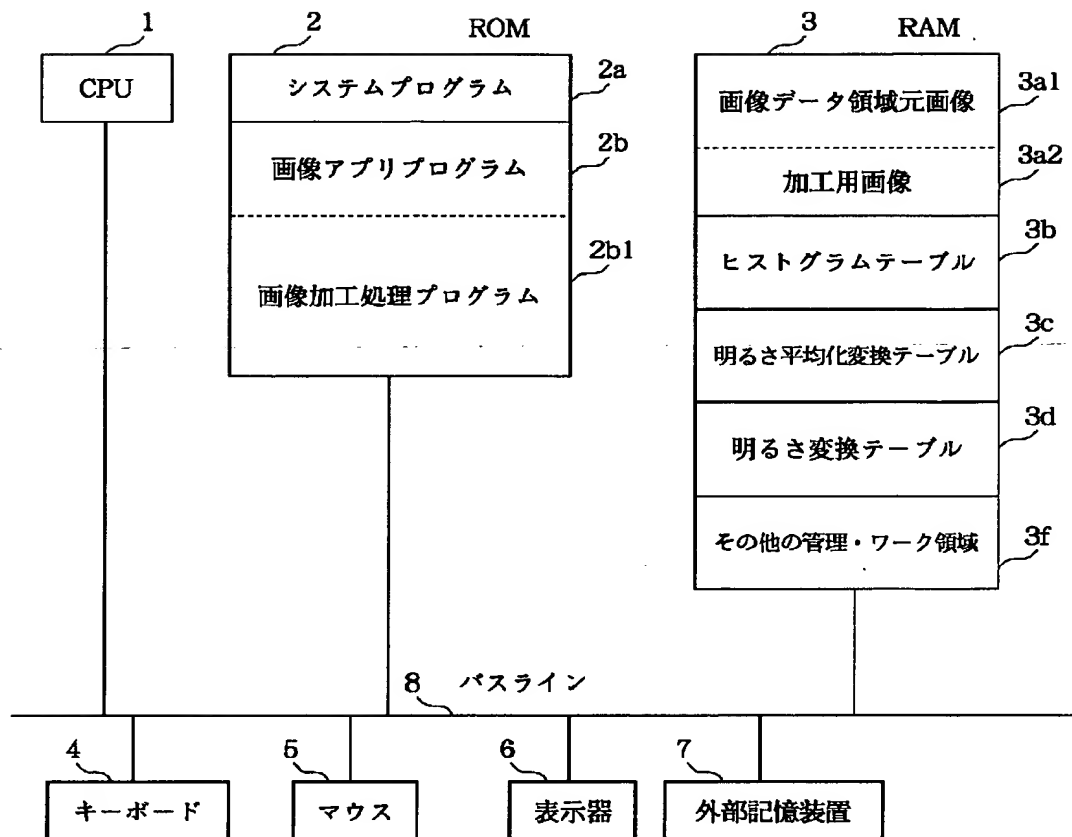 1
CPU
2
ROM
システムプログラム
2a
画像アプリプログラム
2b
画像加工処理プログラム
2b1
3
RAM
画像データ領域元画像
3a1
加工用画像
3a2
ヒストグラムテーブル
3b
明るさ平均化変換テーブル
3c
明るさ変換テーブル
3d
その他の管理・ワーク領域
3f
8 バスライン
4
キーボード
5
マウス
6
表示器
7
外部記憶装置